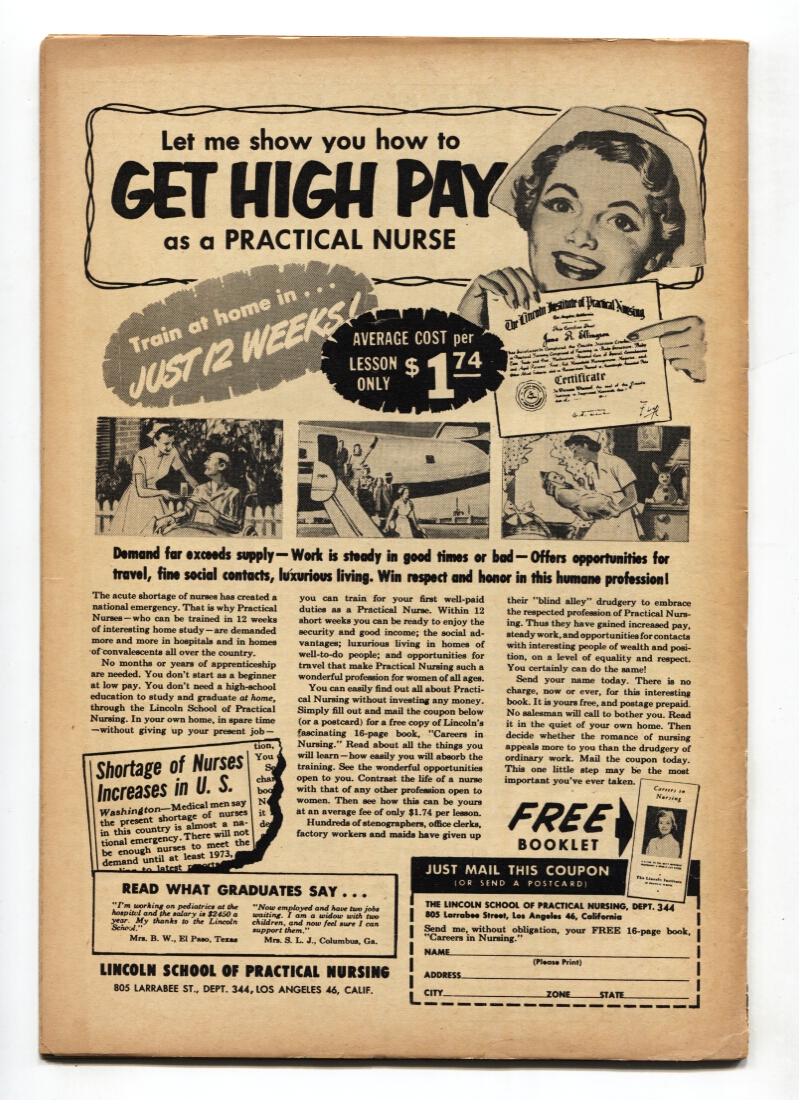 Let me show you how to
GET HIGH PAY
as a PRACTICAL NURSE
Train at home in...
JUST 12 WEEKS!
AVERAGE COST per
LESSON
ONLY $1 74
The Lincoln Institute of Practical Nursing
Los Angeles, California
Certificate
Demand far exceeds supply—Work is steady in good times or bad—Offers opportunities for
travel, fine social contacts, luxurious living. Win respect and honor in this humane profession!
The acute shortage of nurses has created a
national emergency. That is why Practical
Nurses—who can be trained in 12 weeks
of interesting home study—are demanded
more and more in hospitals and in homes
of convalescents all over the country.
No months or years of apprenticeship
are needed. You don't start as a beginner
at low pay. You don't need a high-school
education to study and graduate at home,
through the Lincoln School of Practical
Nursing. In your own home, in spare time
—without giving up your present job—
you can train for your first well-paid
duties as a Practical Nurse. Within 12
short weeks you can be ready to enjoy the
security and good income; the social ad-
vantages; luxurious living in homes of
well-to-do people; and opportunities for
travel that make Practical Nursing such a
wonderful profession for women of all ages.
You can easily find out all about Practi-
cal Nursing without investing any money.
Simply fill out and mail the coupon below
(or a postcard) for a free copy of Lincoln's
fascinating 16-page book, "Careers in
Nursing." Read about all the things you
will learn—how easily you will absorb the
training. See the wonderful opportunities
open to you. Contrast the life of a nurse
with that of any other profession open to
women. Then see how this can be yours
at an average fee of only $1.74 per lesson.
Hundreds of stenographers, office clerks,
factory workers and maids have given up
their "blind alley" drudgery to embrace
the respected profession of Practical Nurs-
ing. Thus they have gained increased pay,
steady work, and opportunities for contacts
with interesting people of wealth and posi-
tion, on a level of equality and respect.
You certainly can do the same!
Send your name today. There is no
charge, now or ever, for this interesting
book. It is yours free, and postage prepaid.
No salesman will call to bother you. Read
it in the quiet of your own home. Then
decide whether the romance of nursing
appeals more to you than the drudgery of
ordinary work. Mail the coupon today.
This one little step may be the most
important you've ever taken.
Shortage of Nurses
Increases in U. S.
Washington—Medical men say
the present shortage of nurses
in this country is almost a na-
tional emergency. There will not
be enough nurses to meet the
demand until at least 1973,
tion,
You
FREE
BOOKLET
Careers in
Nursing
The Lincoln Institute
READ WHAT GRADUATES SAY...
"I'm working on pediatrics at the
hospital and the salary is $2450 a
year. My thanks to the Lincoln
School."
Mrs. B. W., El Paso, Texas
"Now employed and have two jobs
waiting. I am a widow with two
children, and now feel sure I can
support them."
Mrs. S. L. J., Columbus, Ga.
LINCOLN SCHOOL OF PRACTICAL NURSING
805 LARRABEE ST., DEPT. 344, LOS ANGELES 46, CALIF.
JUST MAIL THIS COUPON
(OR SEND A POSTCARD)
THE LINCOLN SCHOOL OF PRACTICAL NURSING, DEPT. 344
805 Larrabee Street, Los Angeles 46, California
Send me, without obligation, your FREE 16-page book,
"Careers in Nursing."
NAME
(Please Print)
ADDRESS
CITY ZONE STATE